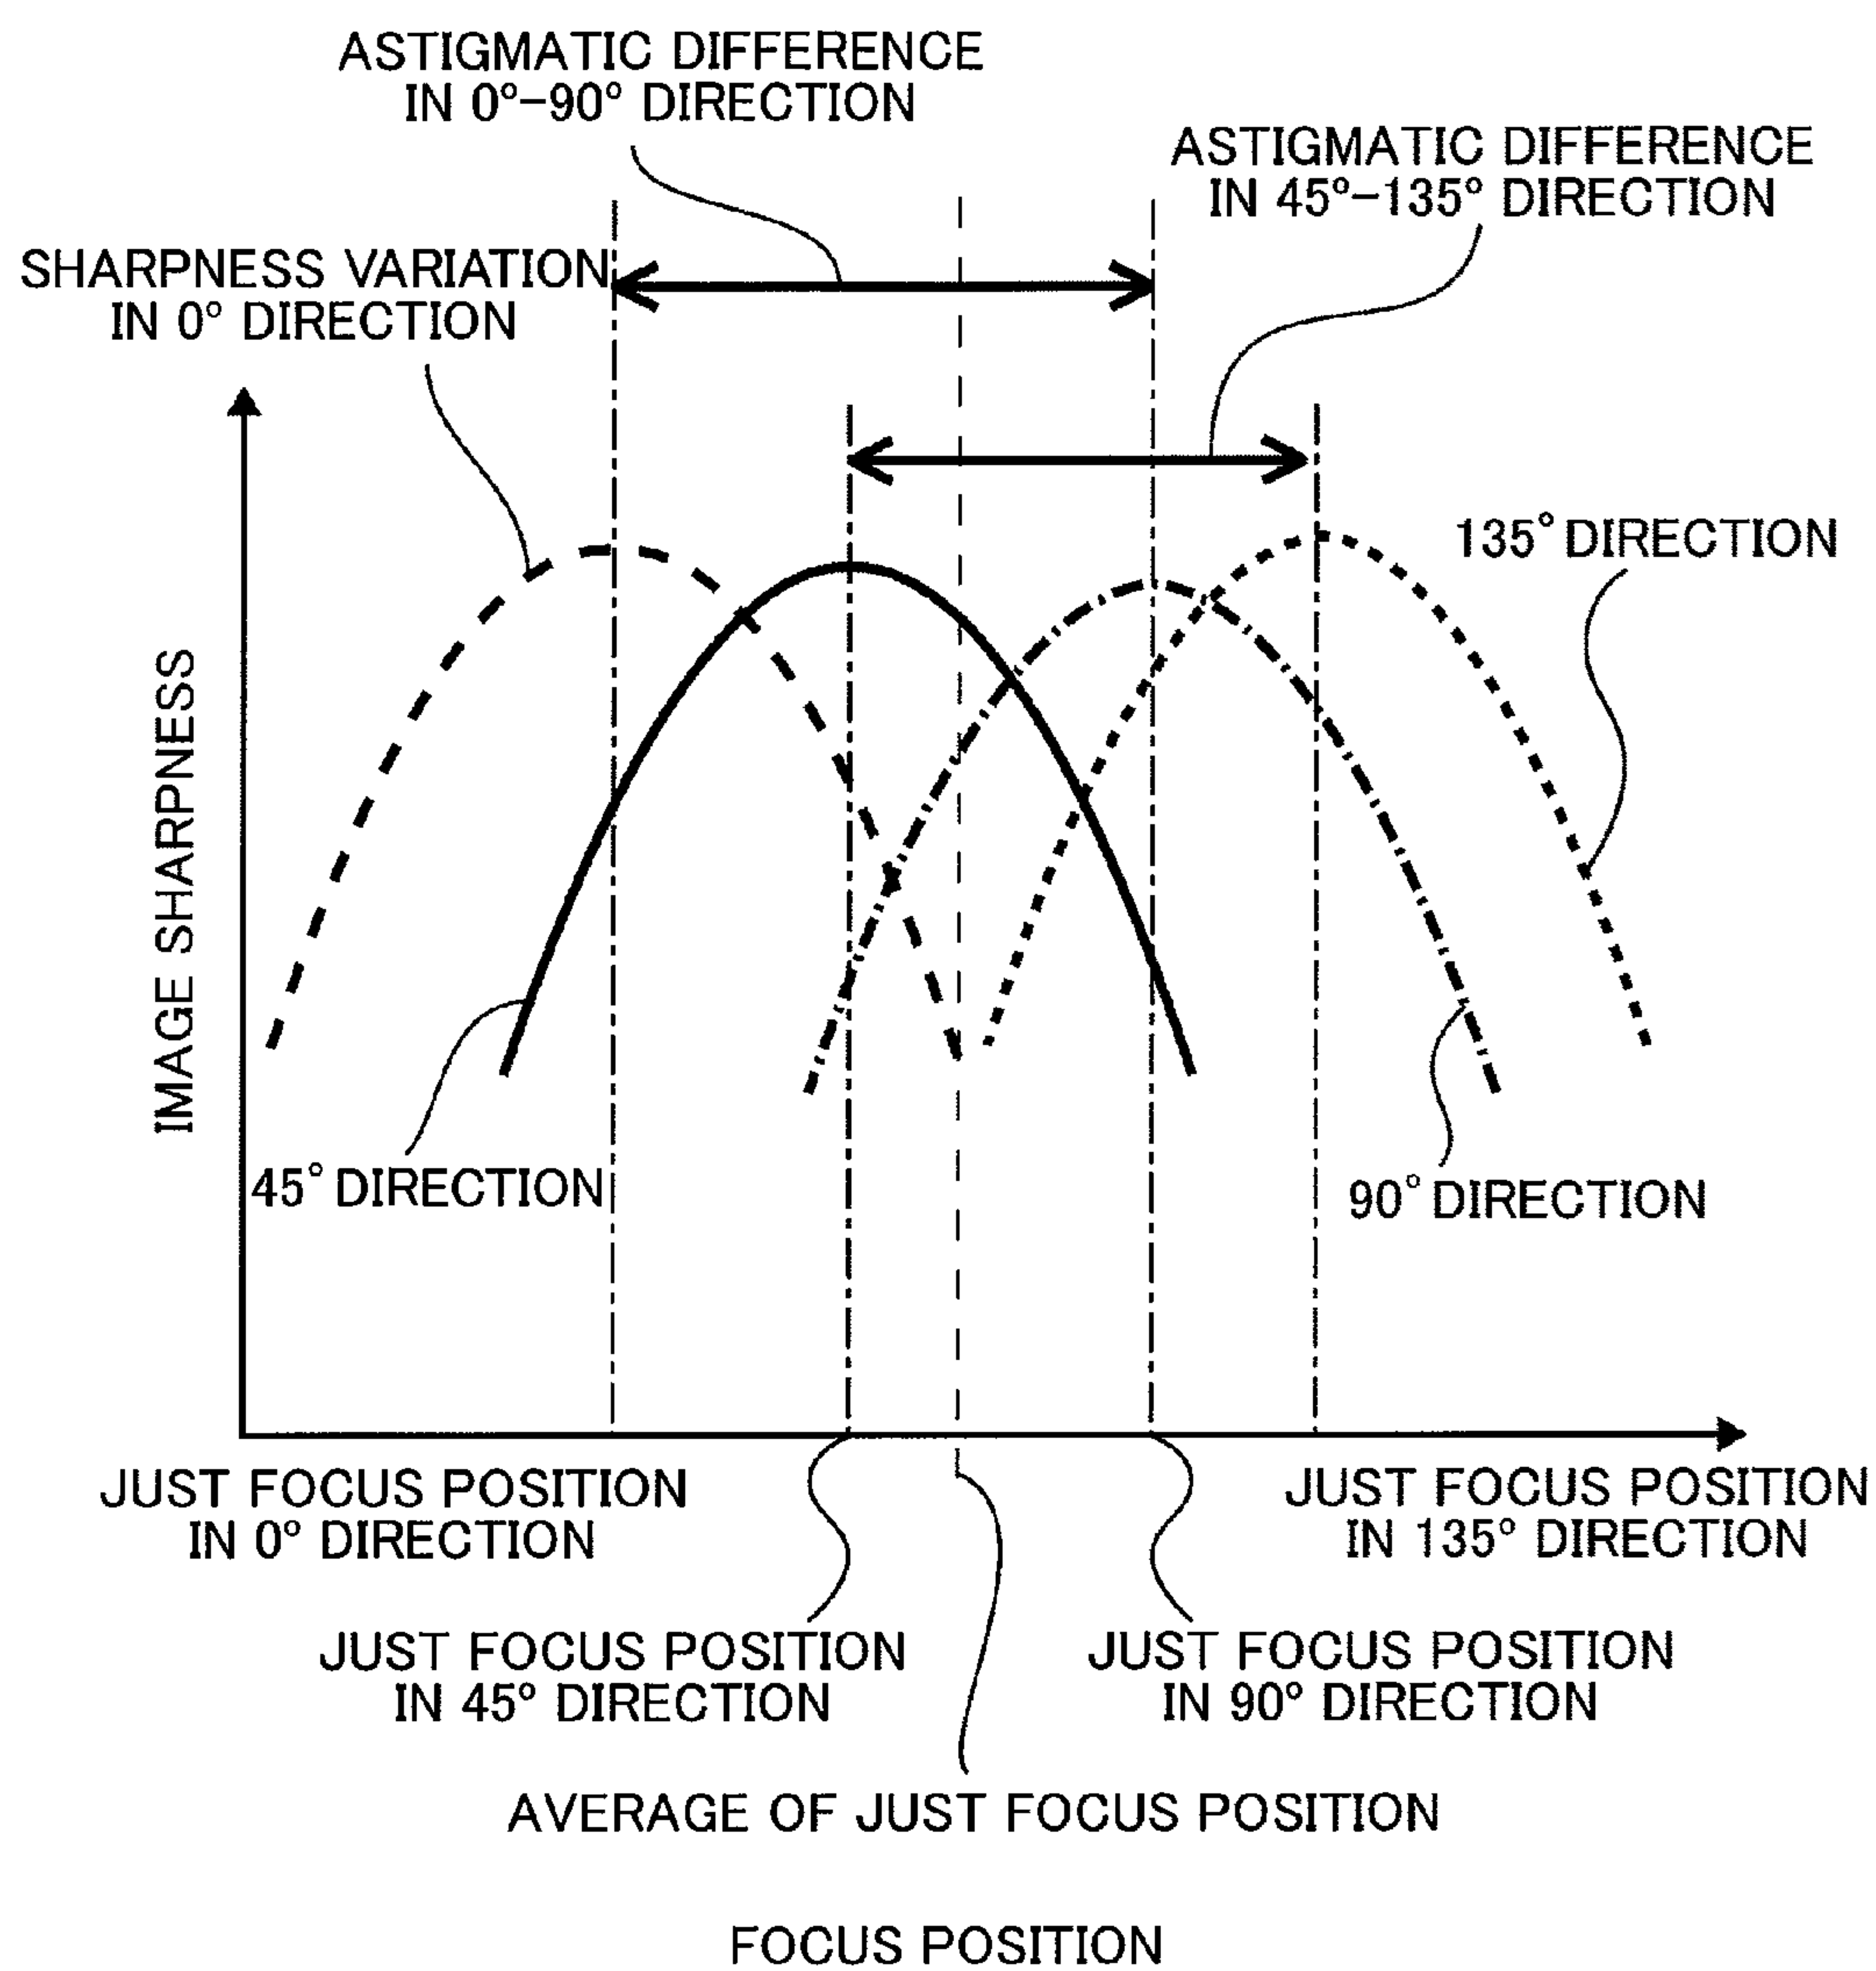 ASTIGMATIC DIFFERENCE
IN 0°-90° DIRECTION
ASTIGMATIC DIFFERENCE
IN 45°-135° DIRECTION
SHARPNESS VARIATION
IN 0° DIRECTION
135° DIRECTION
IMAGE SHARPNESS
45° DIRECTION
90° DIRECTION
JUST FOCUS POSITION
IN 0° DIRECTION
JUST FOCUS POSITION
IN 135° DIRECTION
JUST FOCUS POSITION
IN 45° DIRECTION
JUST FOCUS POSITION
IN 90° DIRECTION
AVERAGE OF JUST FOCUS POSITION
FOCUS POSITION